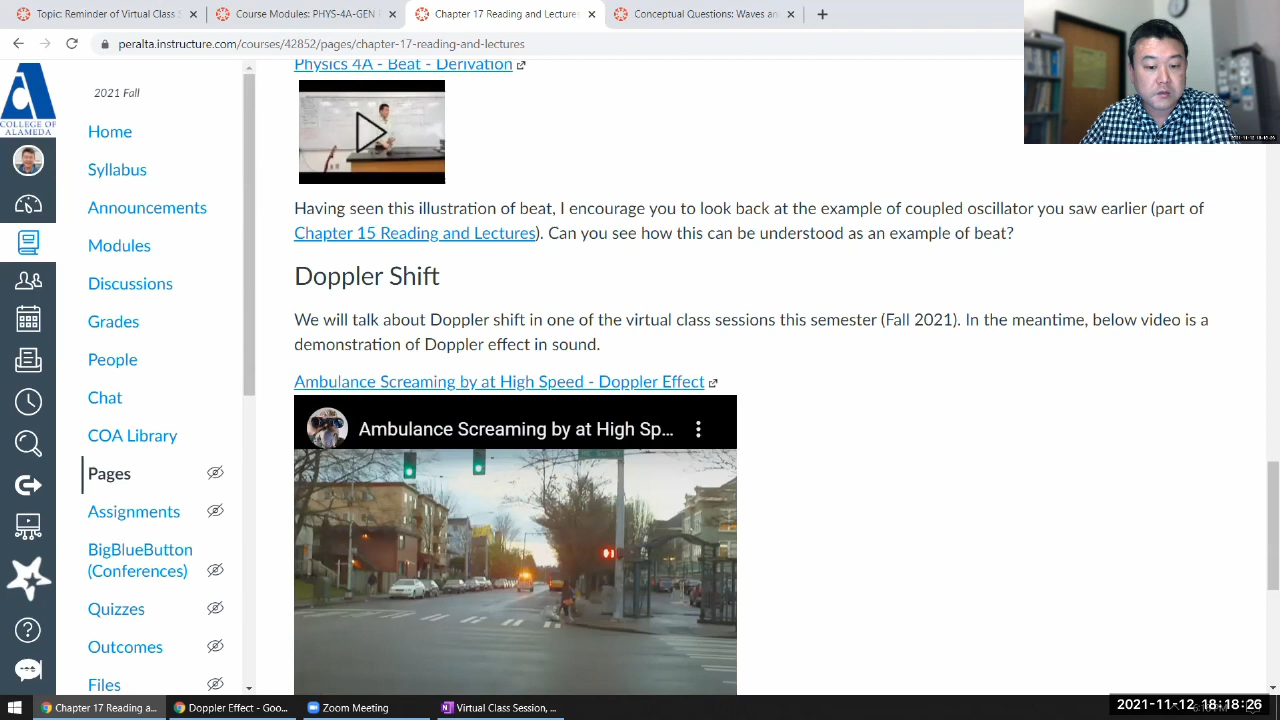 Reminder of Virtual Class S
Course Modules: PHYS-4A-GEN P
Chapter 17 Reading and Lectures
Conceptual Questions: Waves an
peralta.instructure.com/courses/42852/pages/chapter-17-reading-and-lectures
COLLEGE OF
ALAMEDA
2021 Fall
Home
Syllabus
Announcements
Modules
Discussions
Grades
People
Chat
COA Library
Pages
Assignments
BigBlueButton
(Conferences)
Quizzes
Outcomes
Files
Physics 4A - Beat - Derivation
Having seen this illustration of beat, I encourage you to look back at the example of coupled oscillator you saw earlier (part of
Chapter 15 Reading and Lectures). Can you see how this can be understood as an example of beat?
Doppler Shift
We will talk about Doppler shift in one of the virtual class sessions this semester (Fall 2021). In the meantime, below video is a
demonstration of Doppler effect in sound.
Ambulance Screaming by at High Speed - Doppler Effect
Ambulance Screaming by at High Sp...
2021-11-12 18:18:26
Chapter 17 Reading a...
Doppler Effect - Goo...
Zoom Meeting
Virtual Class Session, ...
2021-11-12 18:18:26